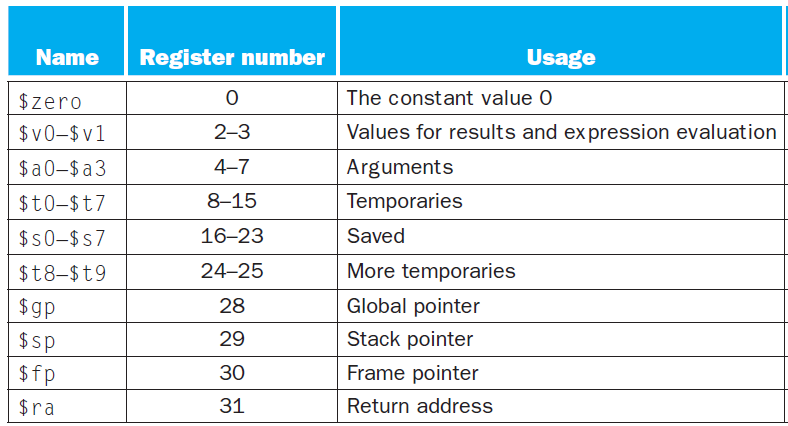 Name Register number Usage
$zero 0 The constant value 0
$v0–$v1 2–3 Values for results and expression evaluation
$a0–$a3 4–7 Arguments
$t0–$t7 8–15 Temporaries
$s0–$s7 16–23 Saved
$t8–$t9 24–25 More temporaries
$gp 28 Global pointer
$sp 29 Stack pointer
$fp 30 Frame pointer
$ra 31 Return address